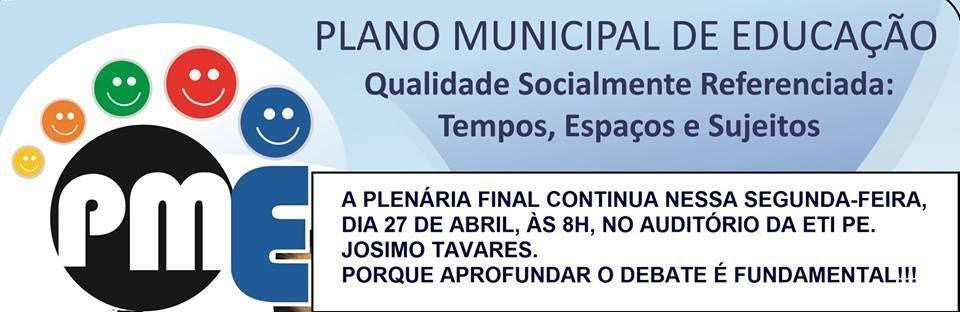 PLANO MUNICIPAL DE EDUCAÇÃO
Qualidade Socialmente Referenciada:
Tempos, Espaços e Sujeitos
PME
A PLENÁRIA FINAL CONTINUA NESSA SEGUNDA-FEIRA,
DIA 27 DE ABRIL, ÀS 8H, NO AUDITÓRIO DA ETI PE.
JOSIMO TAVARES.
PORQUE APROFUNDAR O DEBATE É FUNDAMENTAL!!!